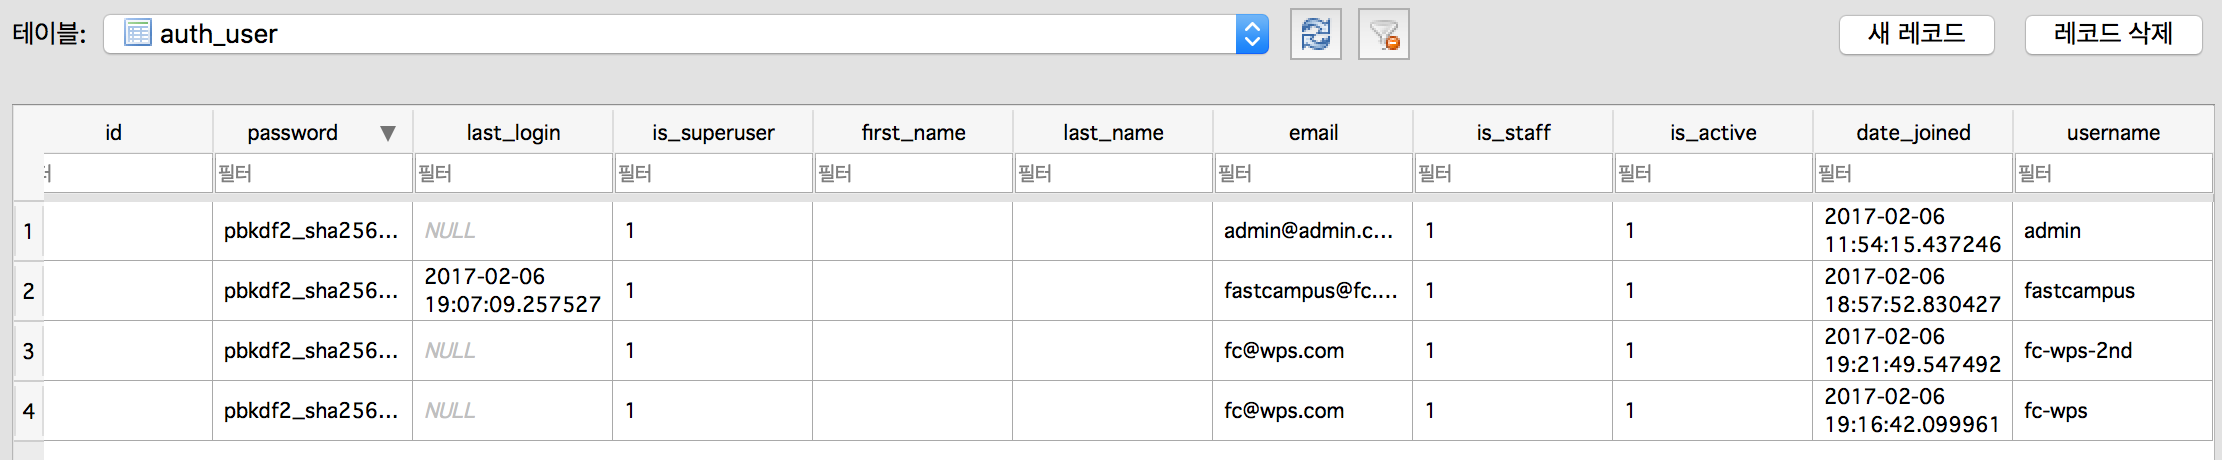 테이블: auth_user 새 레코드 레코드 삭제
id password last_login is_superuser first_name last_name email is_staff is_active date_joined username
필터 필터 필터 필터 필터 필터 필터 필터 필터 필터
1 pbkdf2_sha256... NULL 1 admin@admin.c... 1 1 2017-02-06 11:54:15.437246 admin
2 pbkdf2_sha256... 2017-02-06 19:07:09.257527 1 fastcampus@fc.... 1 1 2017-02-06 18:57:52.830427 fastcampus
3 pbkdf2_sha256... NULL 1 fc@wps.com 1 1 2017-02-06 19:21:49.547492 fc-wps-2nd
4 pbkdf2_sha256... NULL 1 fc@wps.com 1 1 2017-02-06 19:16:42.099961 fc-wps